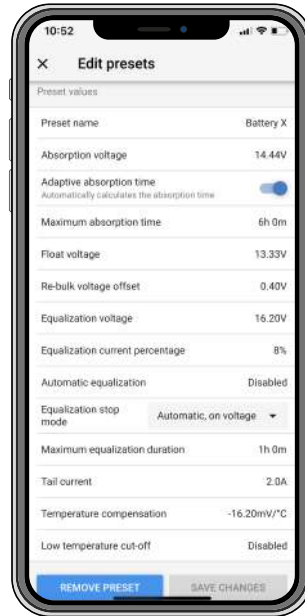 10:52
Edit presets
Preset values
Preset name Battery X
Absorption voltage 14.44V
Adaptive absorption time
Automatically calculates the absorption time
Maximum absorption time 6h 0m
Float voltage 13.33V
Re-bulk voltage offset 0.40V
Equalization voltage 16.20V
Equalization current percentage 8%
Automatic equalization Disabled
Equalization stop
mode Automatic, on voltage
Maximum equalization duration 1h 0m
Tail current 2.0A
Temperature compensation -16.20mV/°C
Low temperature cut-off Disabled
REMOVE PRESET SAVE CHANGES